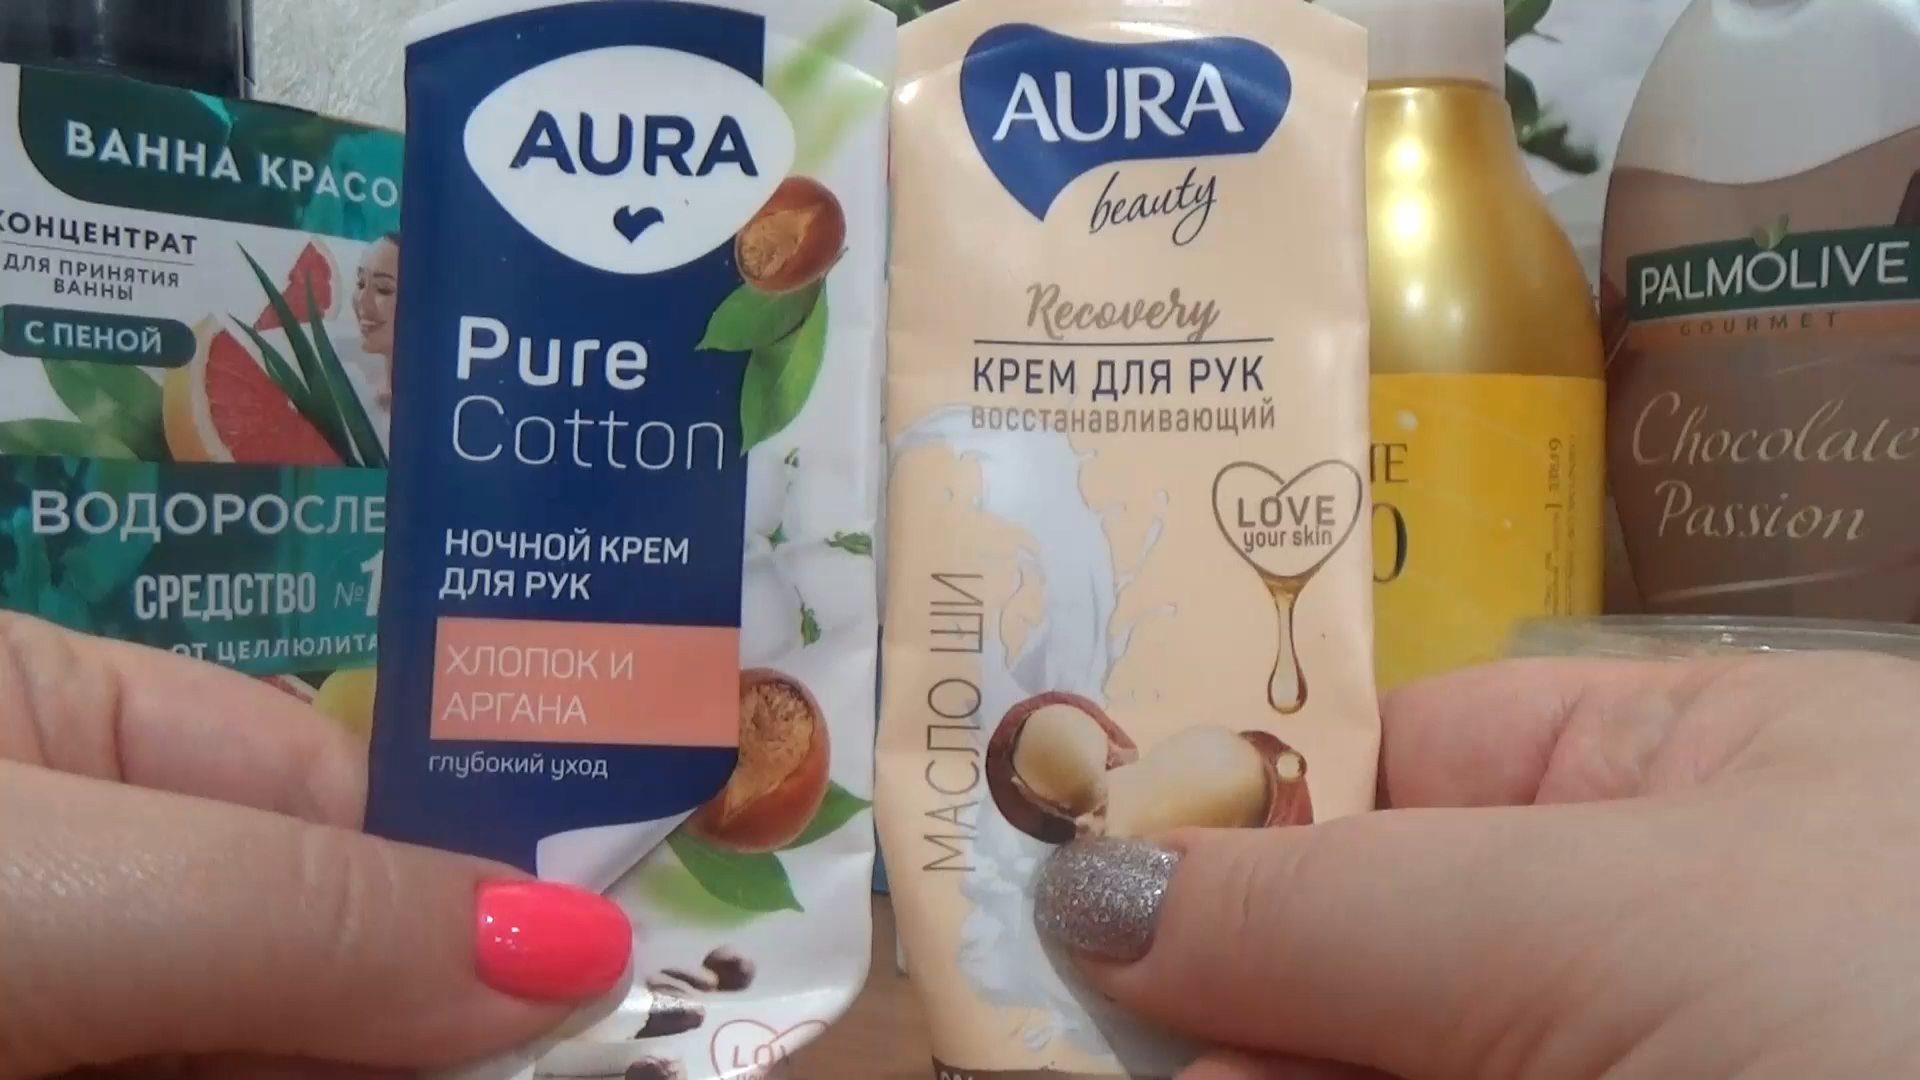 ВАННА КРАСО
КОНЦЕНТРАТ
ДЛЯ ПРИНЯТИЯ
ВАННЫ
С ПЕНОЙ
ВОДОРОСЛЕ
СРЕДСТВО №1
ОТ ЦЕЛЛЮЛИТА
AURA
Pure
Cotton
НОЧНОЙ КРЕМ
ДЛЯ РУК
ХЛОПОК И
АРГАНА
глубокий уход
LO
AURA
beauty
Recovery
КРЕМ ДЛЯ РУК
восстанавливающий
LOVE
your skin
МАСЛО ШИ
TE
O
PALMOLIVE
GOURMET
Chocolate
Passion